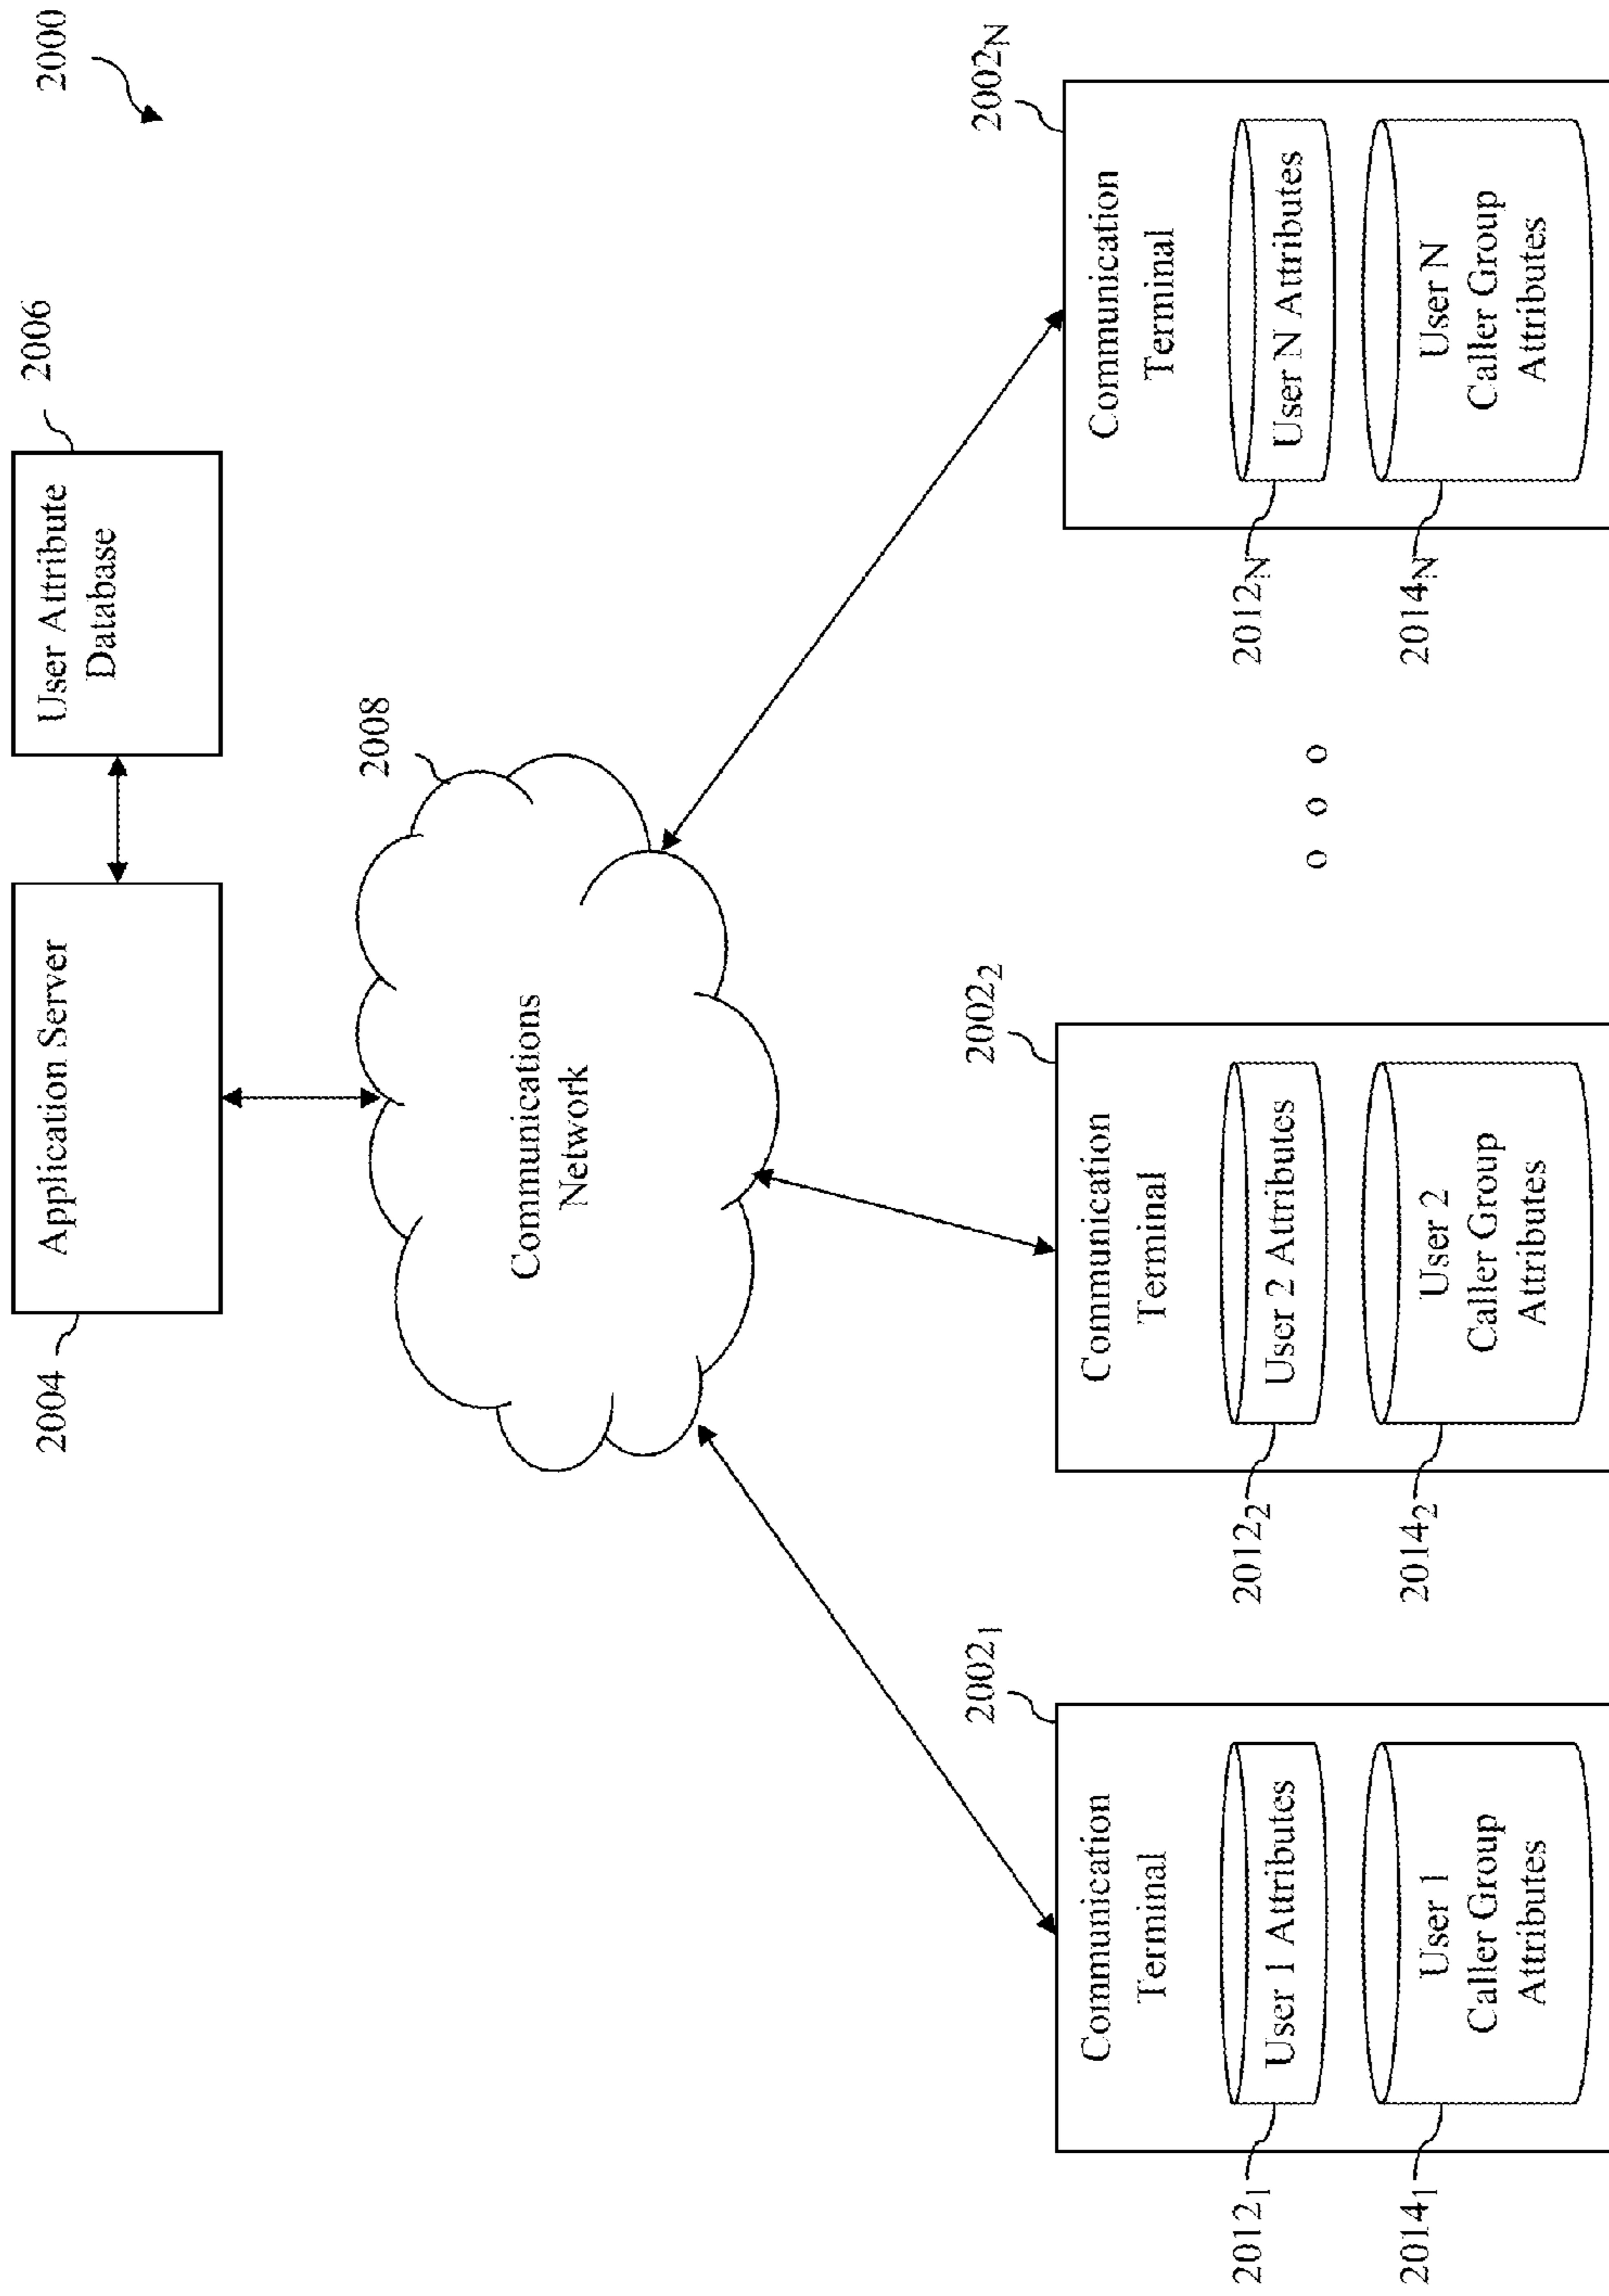 2000
2004
Application Server
User Attribute
Database
2006
2008
Communications
Network
2002₁
Communication
Terminal
2012₁
User 1 Attributes
2014₁
User 1
Caller Group
Attributes
2002₂
Communication
Terminal
2012₂
User 2 Attributes
2014₂
User 2
Caller Group
Attributes
2002N
Communication
Terminal
2012N
User N Attributes
2014N
User N
Caller Group
Attributes